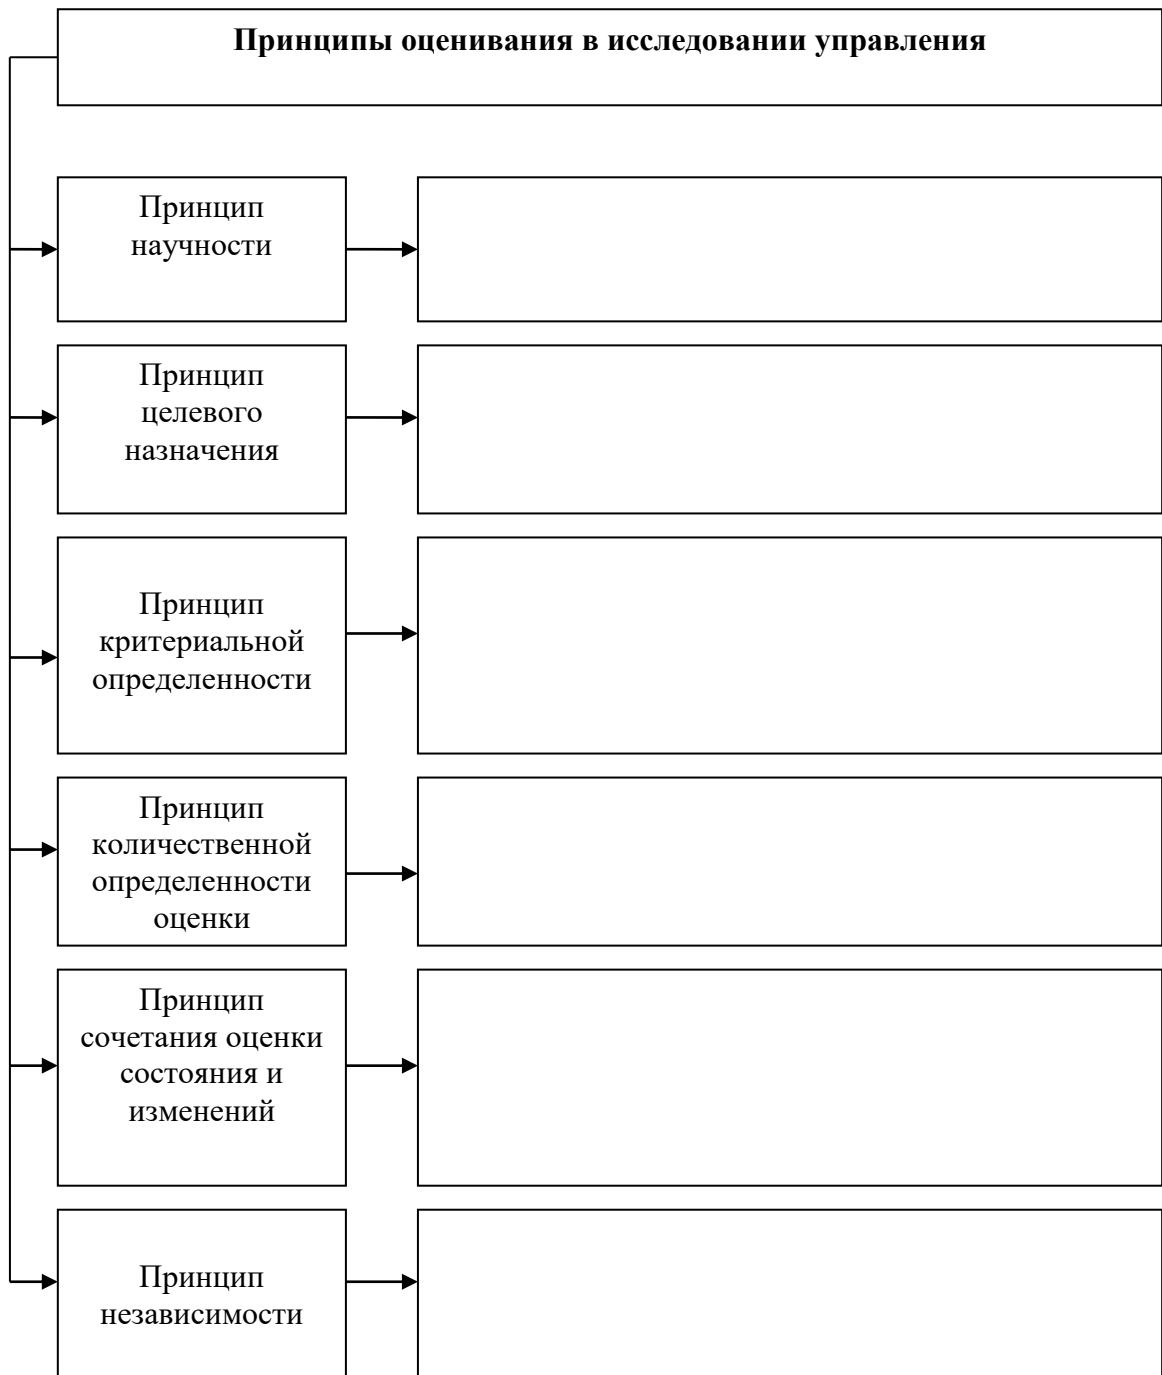 Принципы оценивания в исследовании управления
Принцип
научности
Принцип
целевого
назначения
Принцип
критериальной
определенности
Принцип
количественной
определенности
оценки
Принцип
сочетания оценки
состояния и
изменений
Принцип
независимости